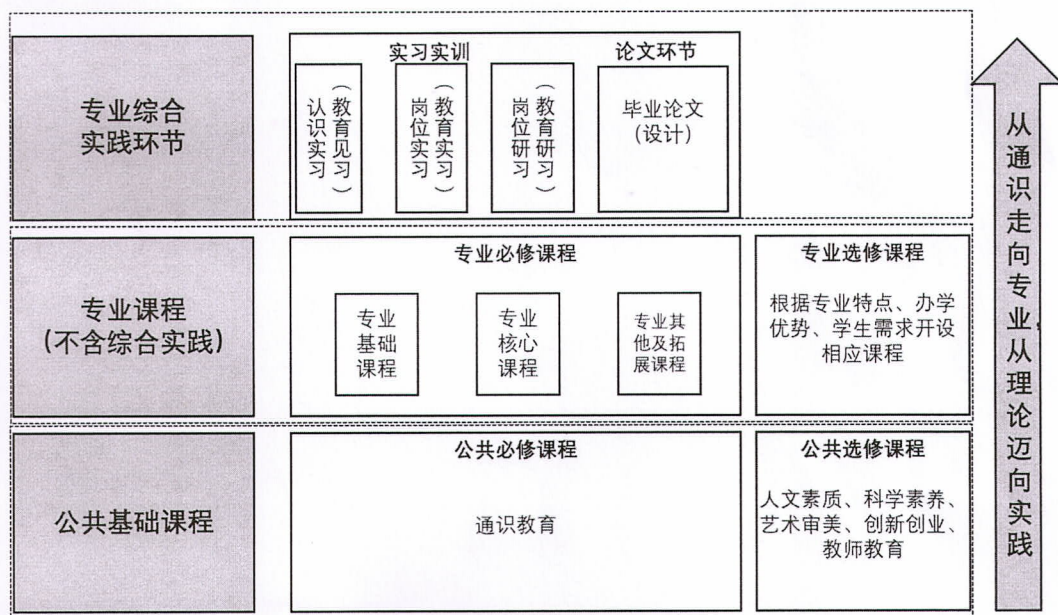 专业综合
实践环节
实习实训
认识实习
（教育见习）
岗位实习
（教育实习）
岗位研习
（教育研习）
论文环节
毕业论文
（设计）
专业课程
（不含综合实践）
专业必修课程
专业
基础
课程
专业
核心
课程
专业其
他及拓
展课程
专业选修课程
根据专业特点、办学
优势、学生需求开设
相应课程
公共基础课程
公共必修课程
通识教育
公共选修课程
人文素质、科学素养、
艺术审美、创新创业、
教师教育
从通识走向专业，从理论迈向实践